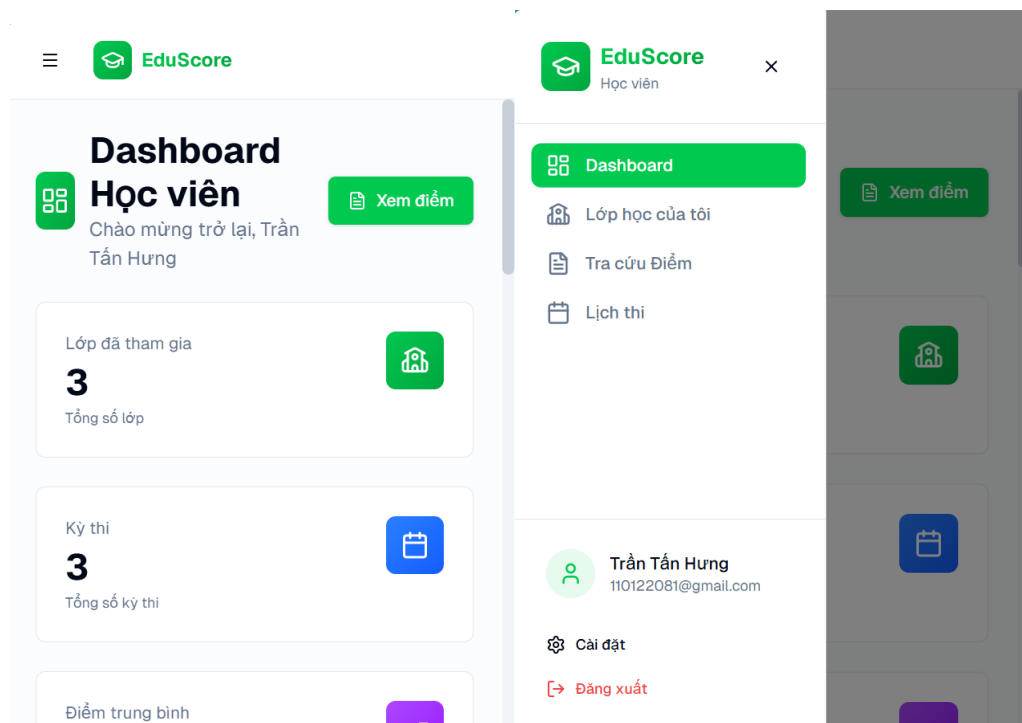 EduScore
Dashboard
Học viên
Chào mừng trở lại, Trần
Tấn Hưng
Xem điểm
Lớp đã tham gia
3
Tổng số lớp
Kỳ thi
3
Tổng số kỳ thi
Điểm trung bình
EduScore
Học viên
Dashboard
Lớp học của tôi
Tra cứu Điểm
Lịch thi
Trần Tấn Hưng
110122081@gmail.com
Cài đặt
Đăng xuất
Xem điểm